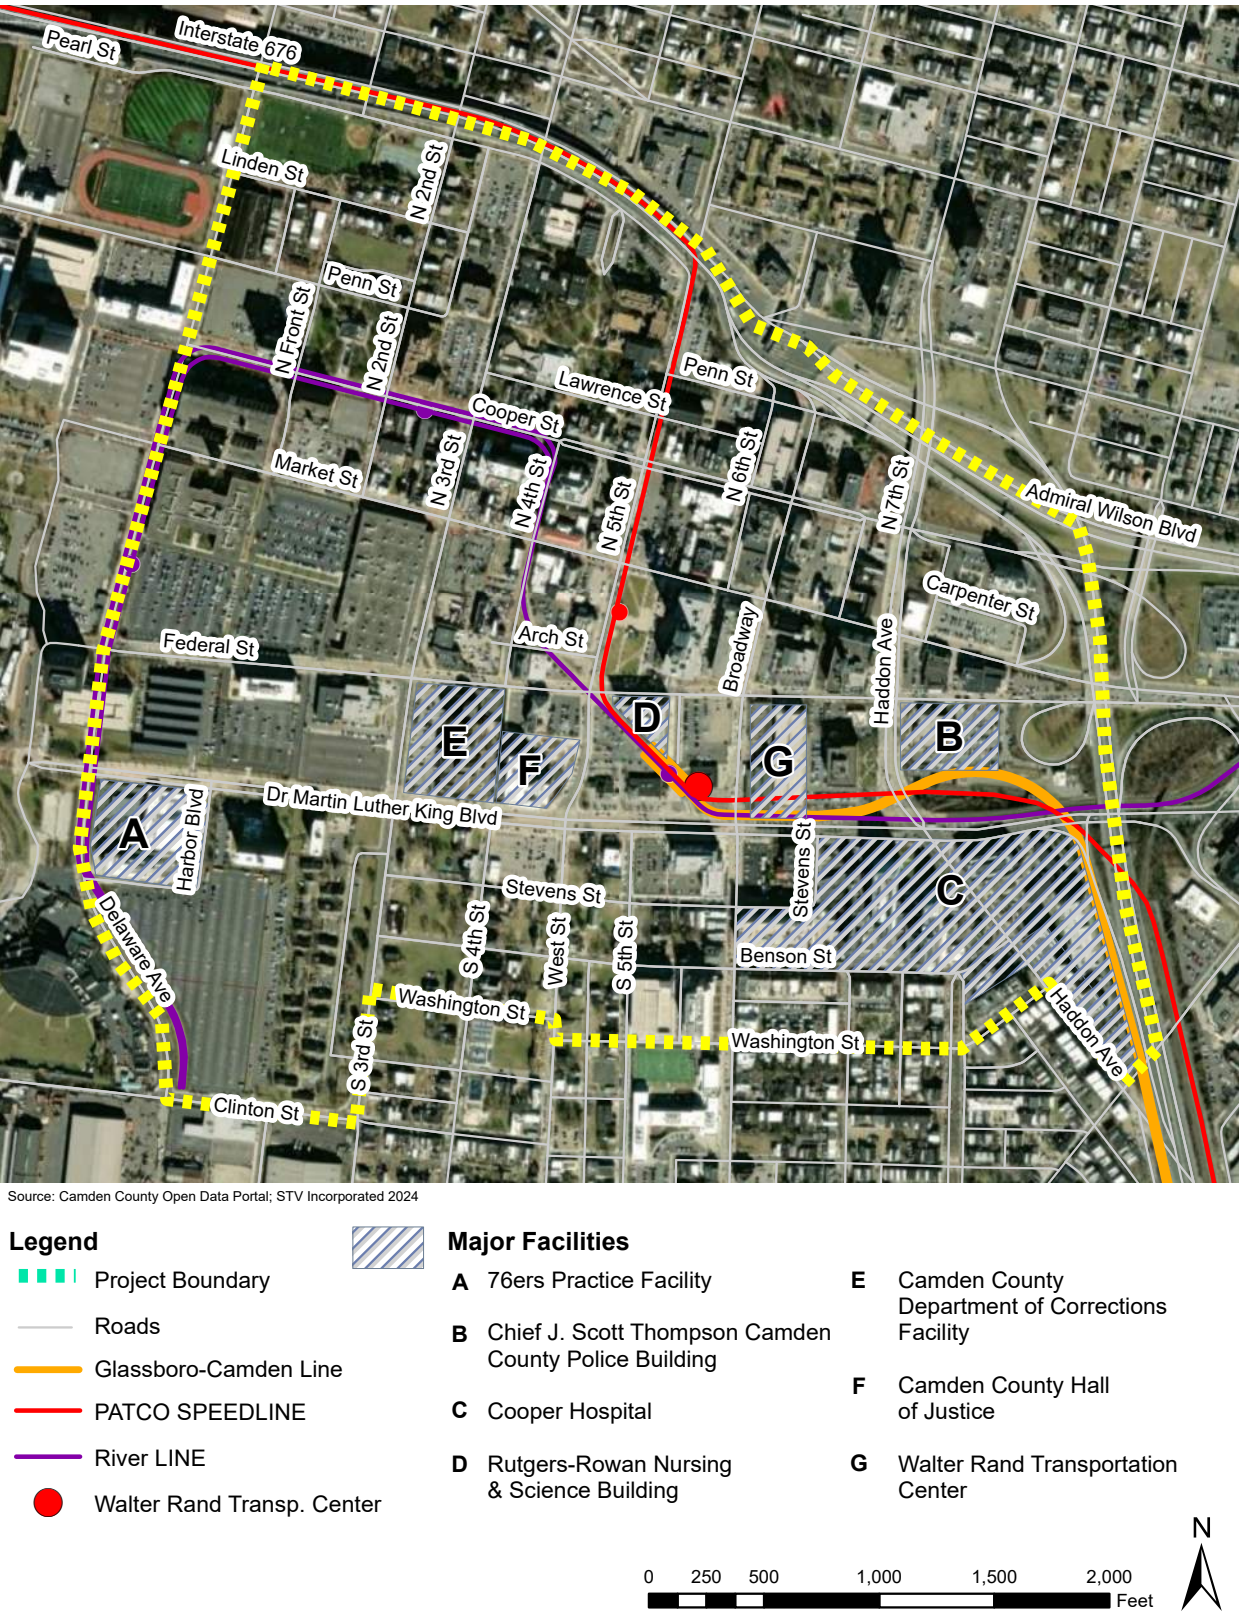 Interstate 676
Pearl St
Linden St
N 2nd St
Penn St
N Front St
N 2nd St
Lawrence St
Penn St
Cooper St
Market St
N 3rd St
N 4th St
N 5th St
N 6th St
N 7th St
Admiral Wilson Blvd
Carpenter St
Federal St
Arch St
Broadway
Haddon Ave
E
F
D
G
B
A
Harbor Blvd
Dr Martin Luther King Blvd
Stevens St
Stevens St
C
Delaware Ave
S 4th St
West St
S 5th St
Benson St
Washington St
Washington St
S 3rd St
Haddon Ave
Clinton St
Source: Camden County Open Data Portal; STV Incorporated 2024
Legend
Project Boundary
Roads
Glassboro-Camden Line
PATCO SPEEDLINE
River LINE
Walter Rand Transp. Center
Major Facilities
A 76ers Practice Facility
B Chief J. Scott Thompson Camden
County Police Building
C Cooper Hospital
D Rutgers-Rowan Nursing
& Science Building
E Camden County
Department of Corrections
Facility
F Camden County Hall
of Justice
G Walter Rand Transportation
Center
N
0 250 500 1,000 1,500 2,000
Feet